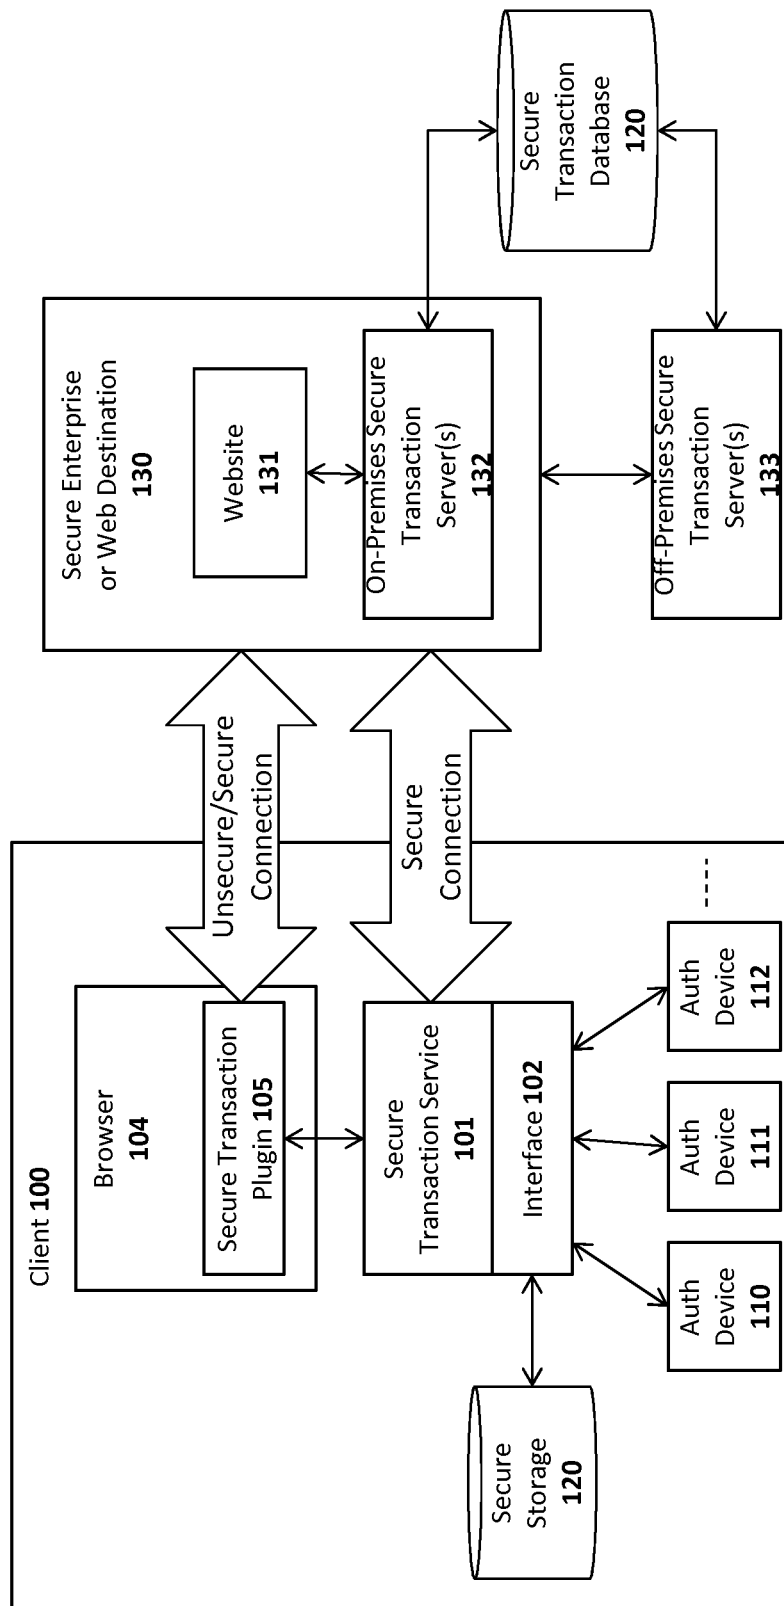 Client 100
Browser
104
Secure Transaction
Plugin 105
Secure
Transaction Service
101
Interface 102
Secure
Storage
120
Auth
Device
110
Auth
Device
111
Auth
Device
112
Unsecure/Secure
Connection
Secure
Connection
Secure Enterprise
or Web Destination
130
Website
131
On-Premises Secure
Transaction
Server(s)
132
Off-Premises Secure
Transaction
Server(s)
133
Secure
Transaction
Database
120